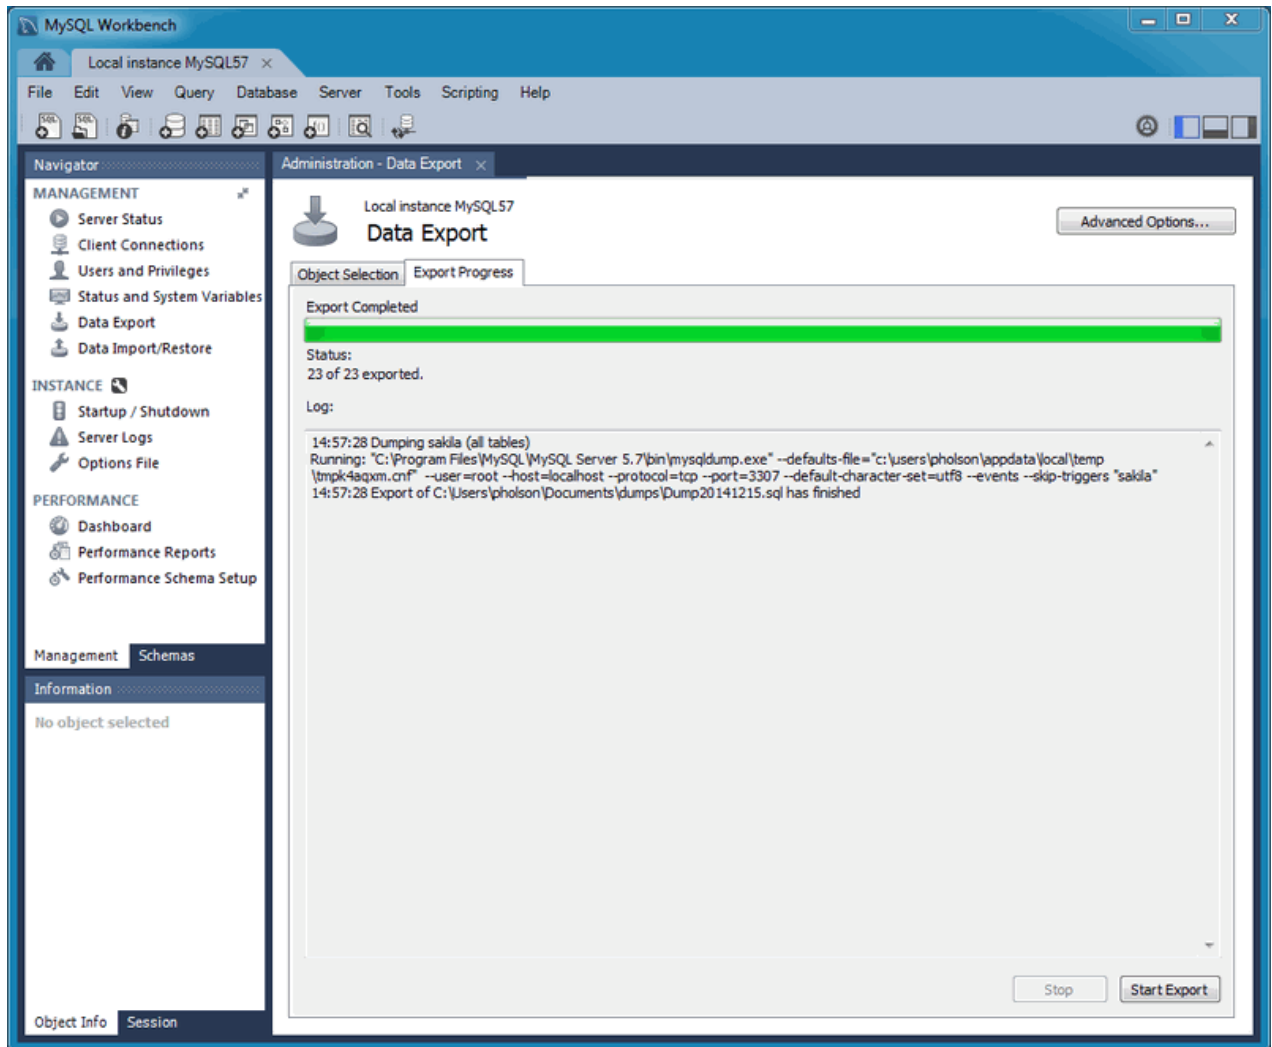 MySQL Workbench
Local instance MySQL57
File Edit View Query Database Server Tools Scripting Help
Navigator
MANAGEMENT
Server Status
Client Connections
Users and Privileges
Status and System Variables
Data Export
Data Import/Restore
INSTANCE
Startup / Shutdown
Server Logs
Options File
PERFORMANCE
Dashboard
Performance Reports
Performance Schema Setup
Management Schemas
Information
No object selected
Object Info Session
Administration - Data Export
Local instance MySQL57
Data Export
Advanced Options...
Object Selection Export Progress
Export Completed
Status:
23 of 23 exported.
Log:
14:57:28 Dumping sakila (all tables)
Running: "C:\Program Files\MySQL\MySQL Server 5.7\bin\mysqldump.exe" --defaults-file="c:\users\pholson\appdata\local\temp
\tmpk4aqxm.cnf" --user=root --host=localhost --protocol=tcp --port=3307 --default-character-set=utf8 --events --skip-triggers "sakila"
14:57:28 Export of C:\Users\pholson\Documents\dumps\Dump20141215.sql has finished
Stop Start Export